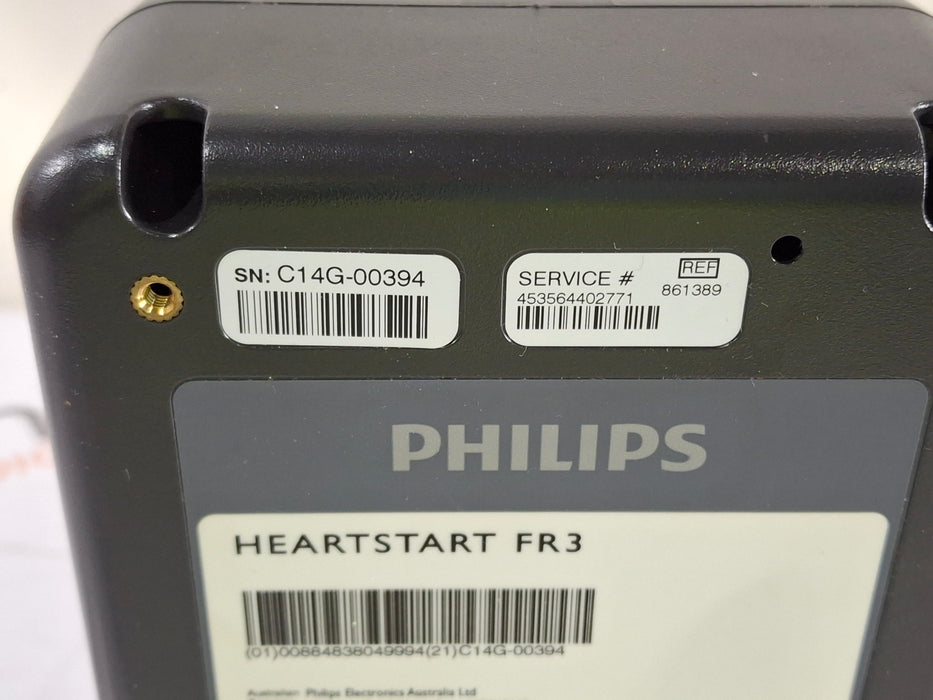 SN: C14G-00394
SERVICE #
REF
453564402771
861389
PHILIPS
HEARTSTART FR3
(01)00884838049994(21)C14G-00394
Australian Philips Electronics Australia Ltd